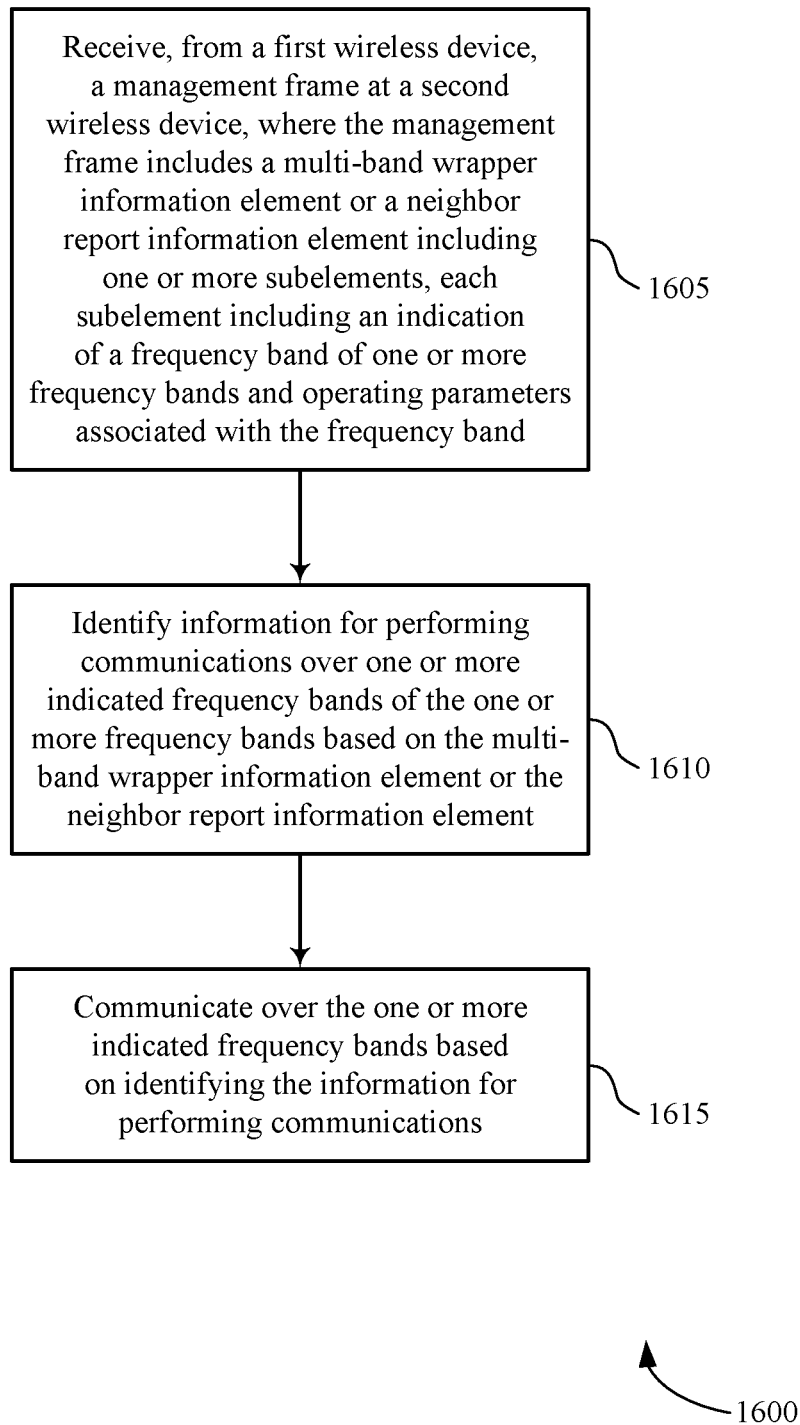 Receive, from a first wireless device,
a management frame at a second
wireless device, where the management
frame includes a multi-band wrapper
information element or a neighbor
report information element including
one or more subelements, each
subelement including an indication
of a frequency band of one or more
frequency bands and operating parameters
associated with the frequency band
1605
Identify information for performing
communications over one or more
indicated frequency bands of the one or
more frequency bands based on the multi-
band wrapper information element or the
neighbor report information element
1610
Communicate over the one or more
indicated frequency bands based
on identifying the information for
performing communications
1615
1600